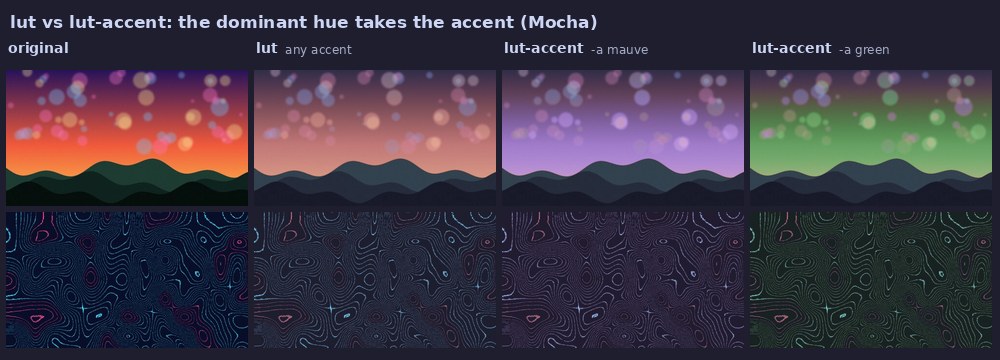 lut vs lut-accent: the dominant hue takes the accent (Mocha)
original
lut any accent
lut-accent -a mauve
lut-accent -a green